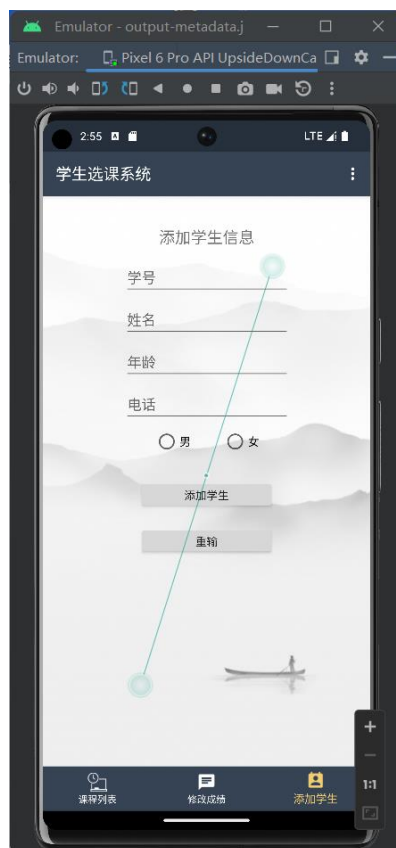 Emulator - output-metadata.j
Emulator: Pixel 6 Pro API UpsideDownCa
2:55 LTE
学生选课系统
添加学生信息
学号
姓名
年龄
电话
男 女
添加学生
重输
课程列表 修改成绩 添加学生
1:1